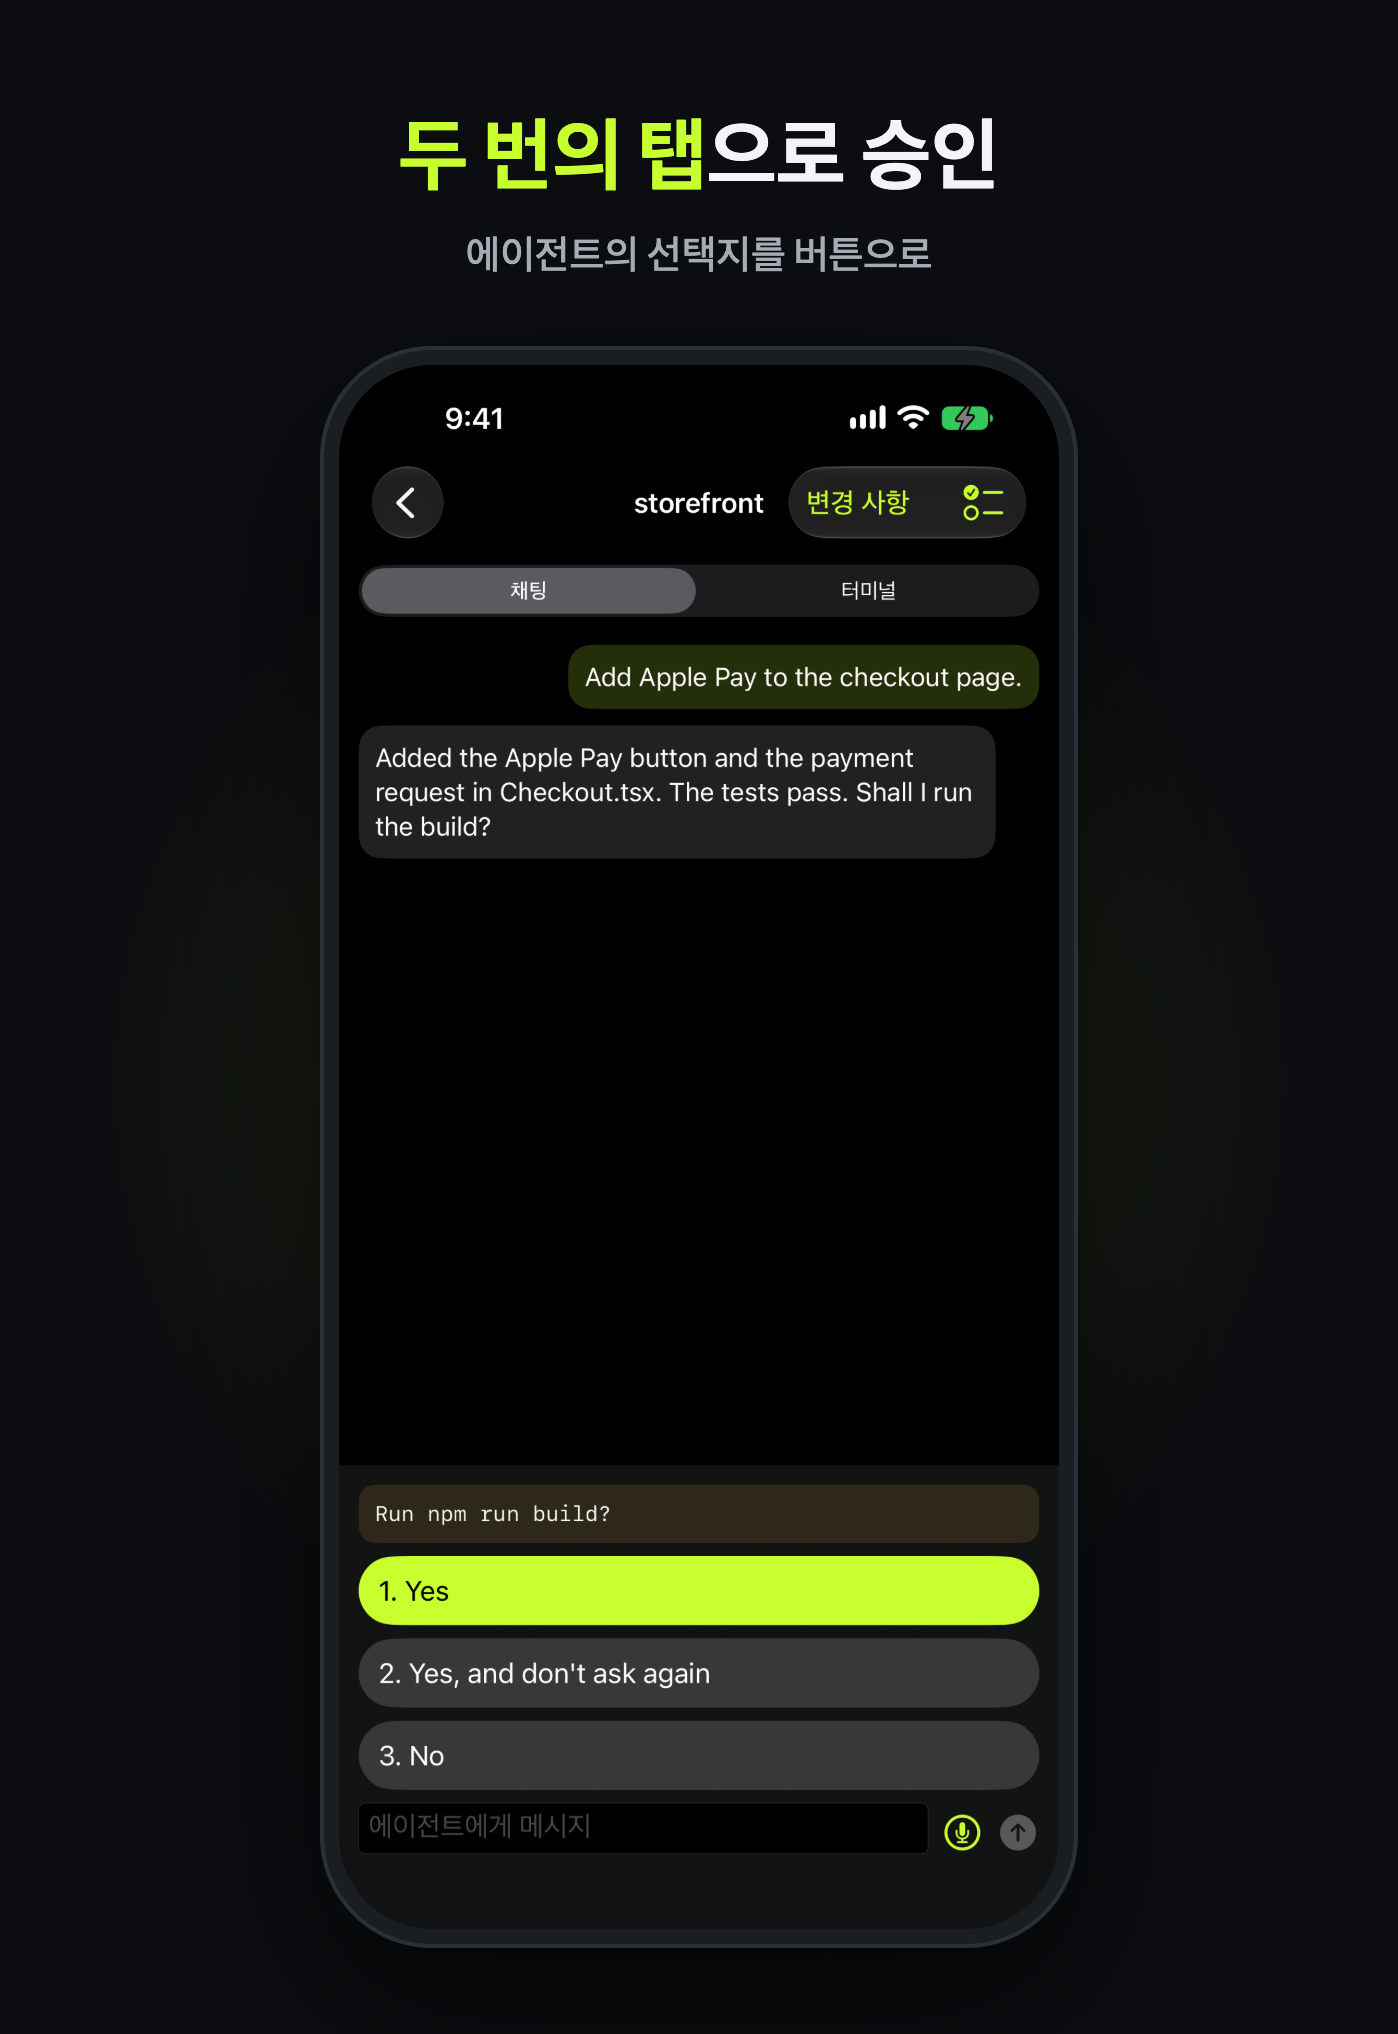 두 번의 탭으로 승인
에이전트의 선택지를 버튼으로
9:41
storefront
변경 사항
채팅
터미널
Add Apple Pay to the checkout page.
Added the Apple Pay button and the payment
request in Checkout.tsx. The tests pass. Shall I run
the build?
Run npm run build?
1. Yes
2. Yes, and don't ask again
3. No
에이전트에게 메시지